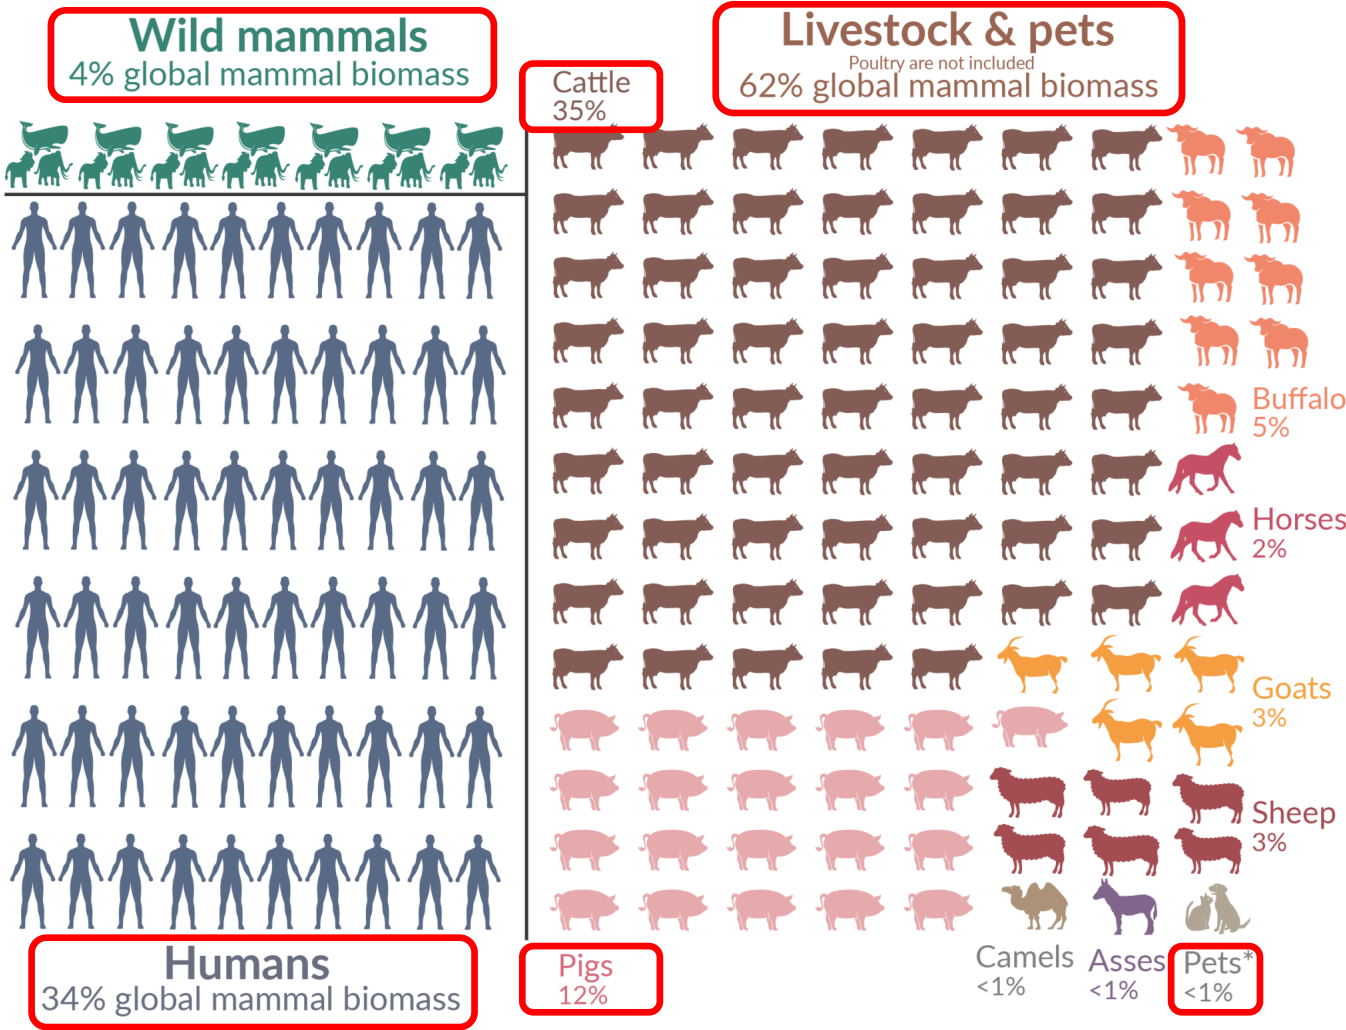 Wild mammals
4% global mammal biomass
Livestock & pets
Poultry are not included
62% global mammal biomass
Cattle
35%
Buffalo
5%
Horses
2%
Goats
3%
Sheep
3%
Humans
34% global mammal biomass
Pigs
12%
Camels
<1%
Asses
<1%
Pets*
<1%